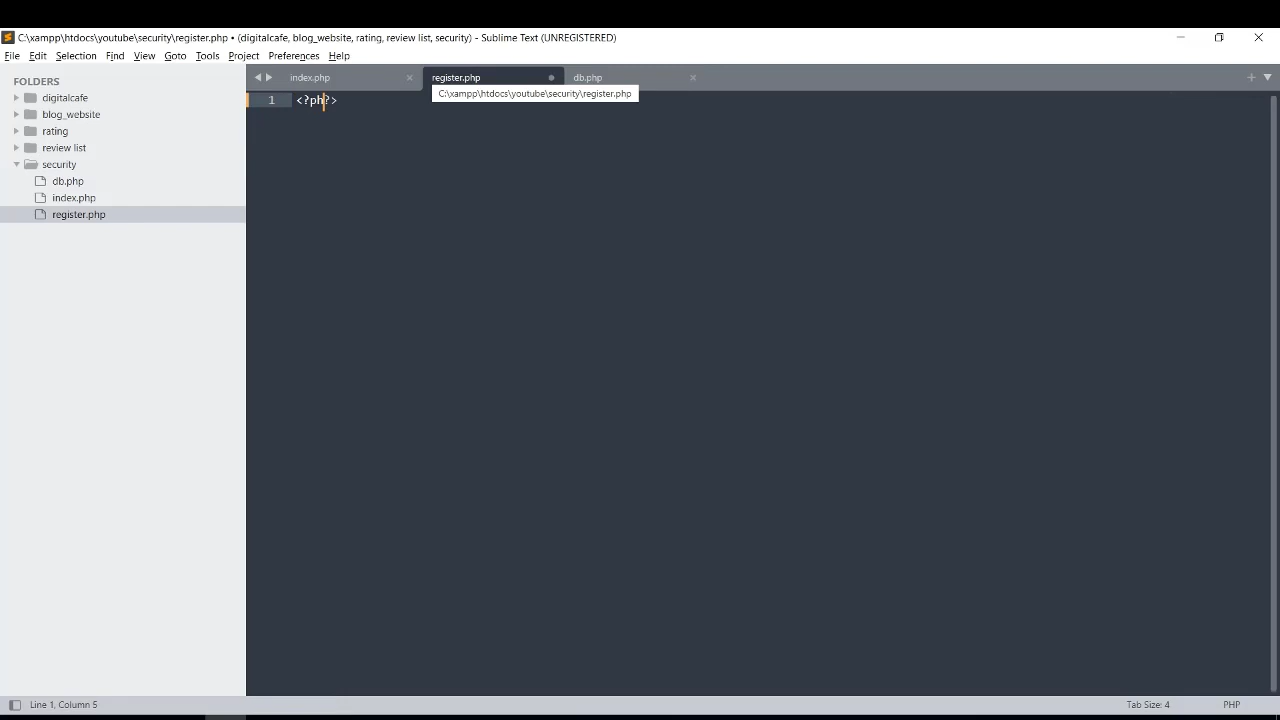 C:\xampp\htdocs\youtube\security\register.php • (digitalcafe, blog_website, rating, review list, security) - Sublime Text (UNREGISTERED)
File Edit Selection Find View Goto Tools Project Preferences Help
FOLDERS
digitalcafe
blog_website
rating
review list
security
db.php
index.php
register.php
index.php register.php db.php
C:\xampp\htdocs\youtube\security\register.php
1 <?ph?>
Line 1, Column 5 Tab Size: 4 PHP